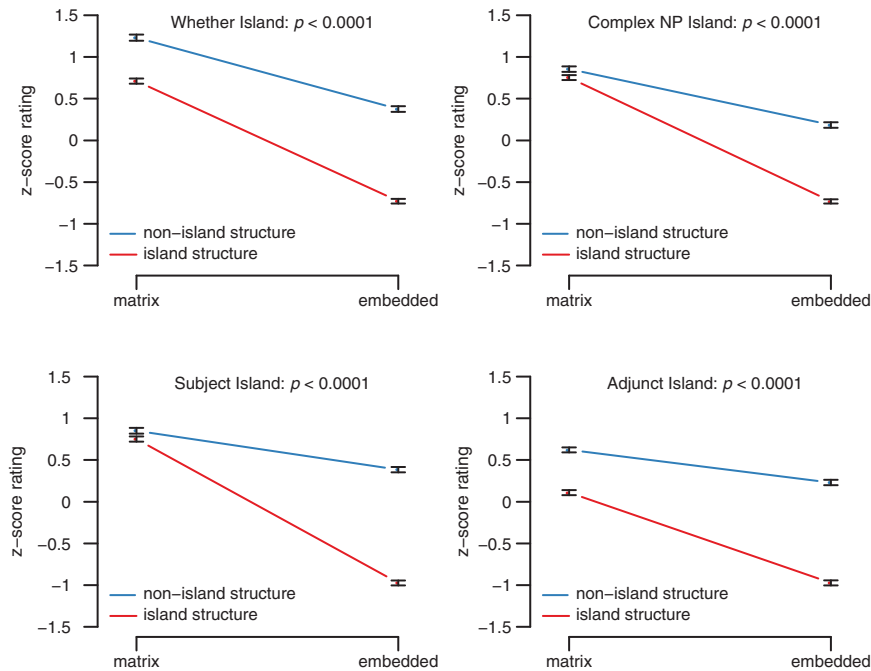 Whether Island: p < 0.0001
1.5
1
0.5
0
−0.5
−1
−1.5
z−score rating
non−island structure
island structure
matrix
embedded
Complex NP Island: p < 0.0001
1.5
1
0.5
0
−0.5
−1
−1.5
z−score rating
non−island structure
island structure
matrix
embedded
Subject Island: p < 0.0001
1.5
1
0.5
0
−0.5
−1
−1.5
z−score rating
non−island structure
island structure
matrix
embedded
Adjunct Island: p < 0.0001
1.5
1
0.5
0
−0.5
−1
−1.5
z−score rating
non−island structure
island structure
matrix
embedded